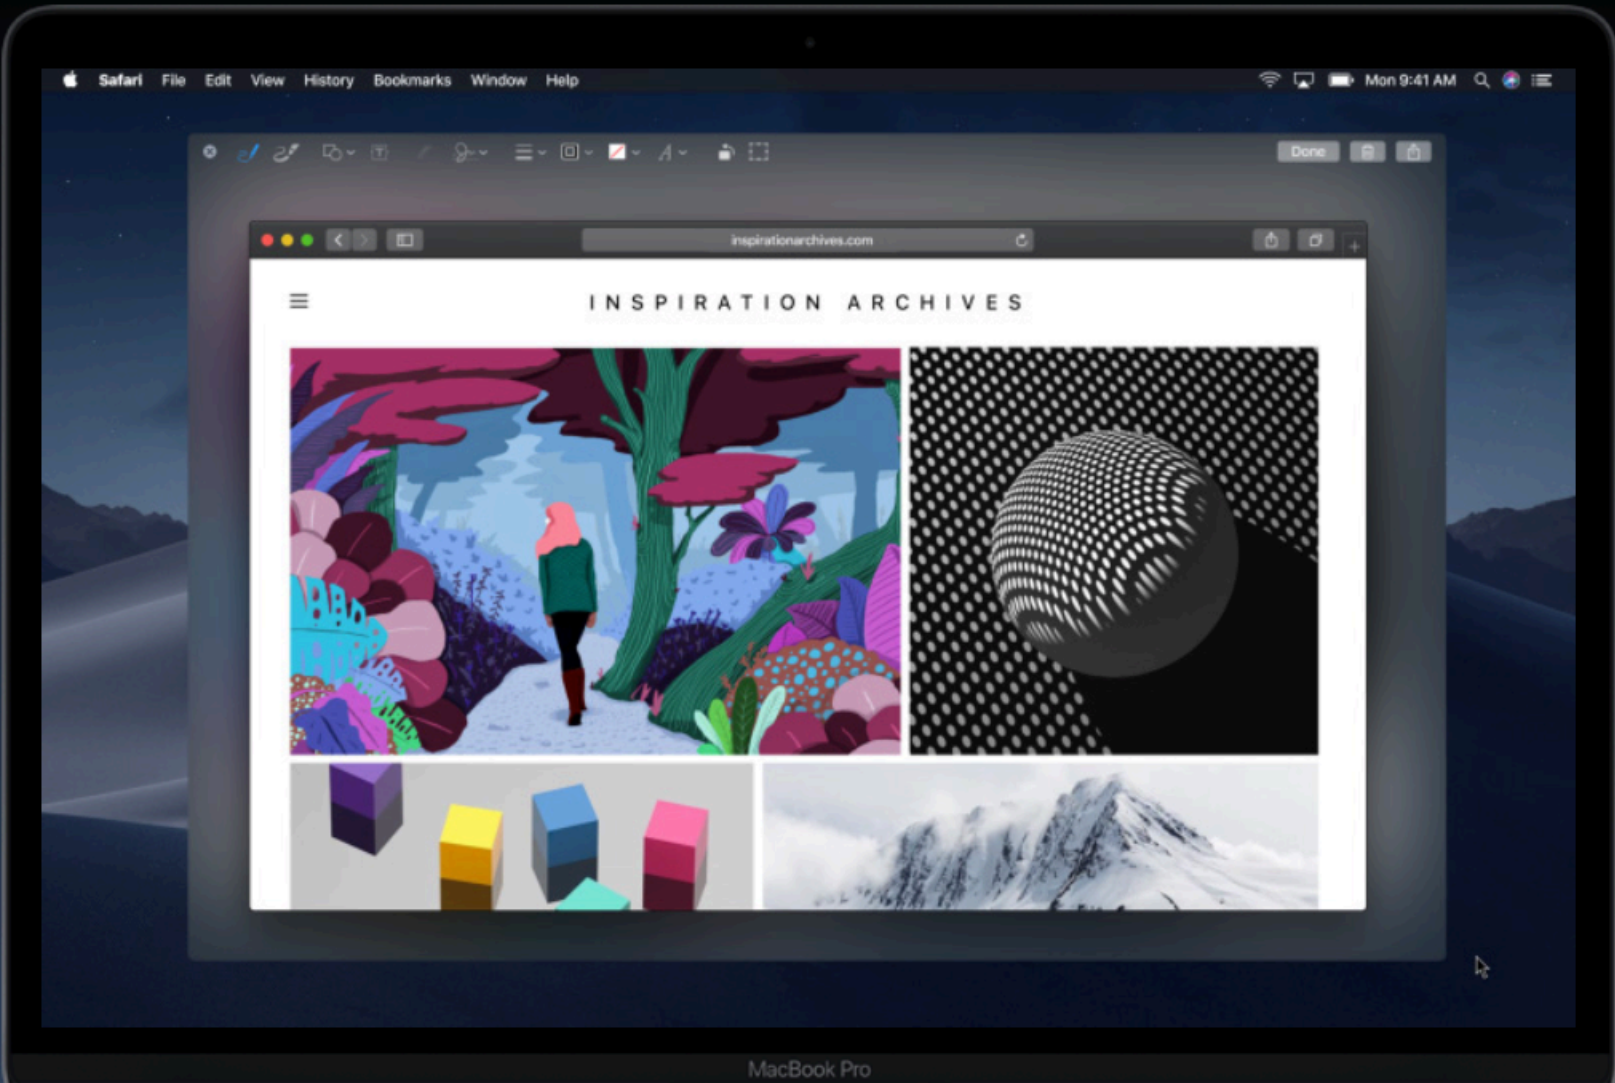 Safari File Edit View History Bookmarks Window Help Mon 9:41 AM
Done
inspirationarchives.com
INSPIRATION ARCHIVES
MacBook Pro